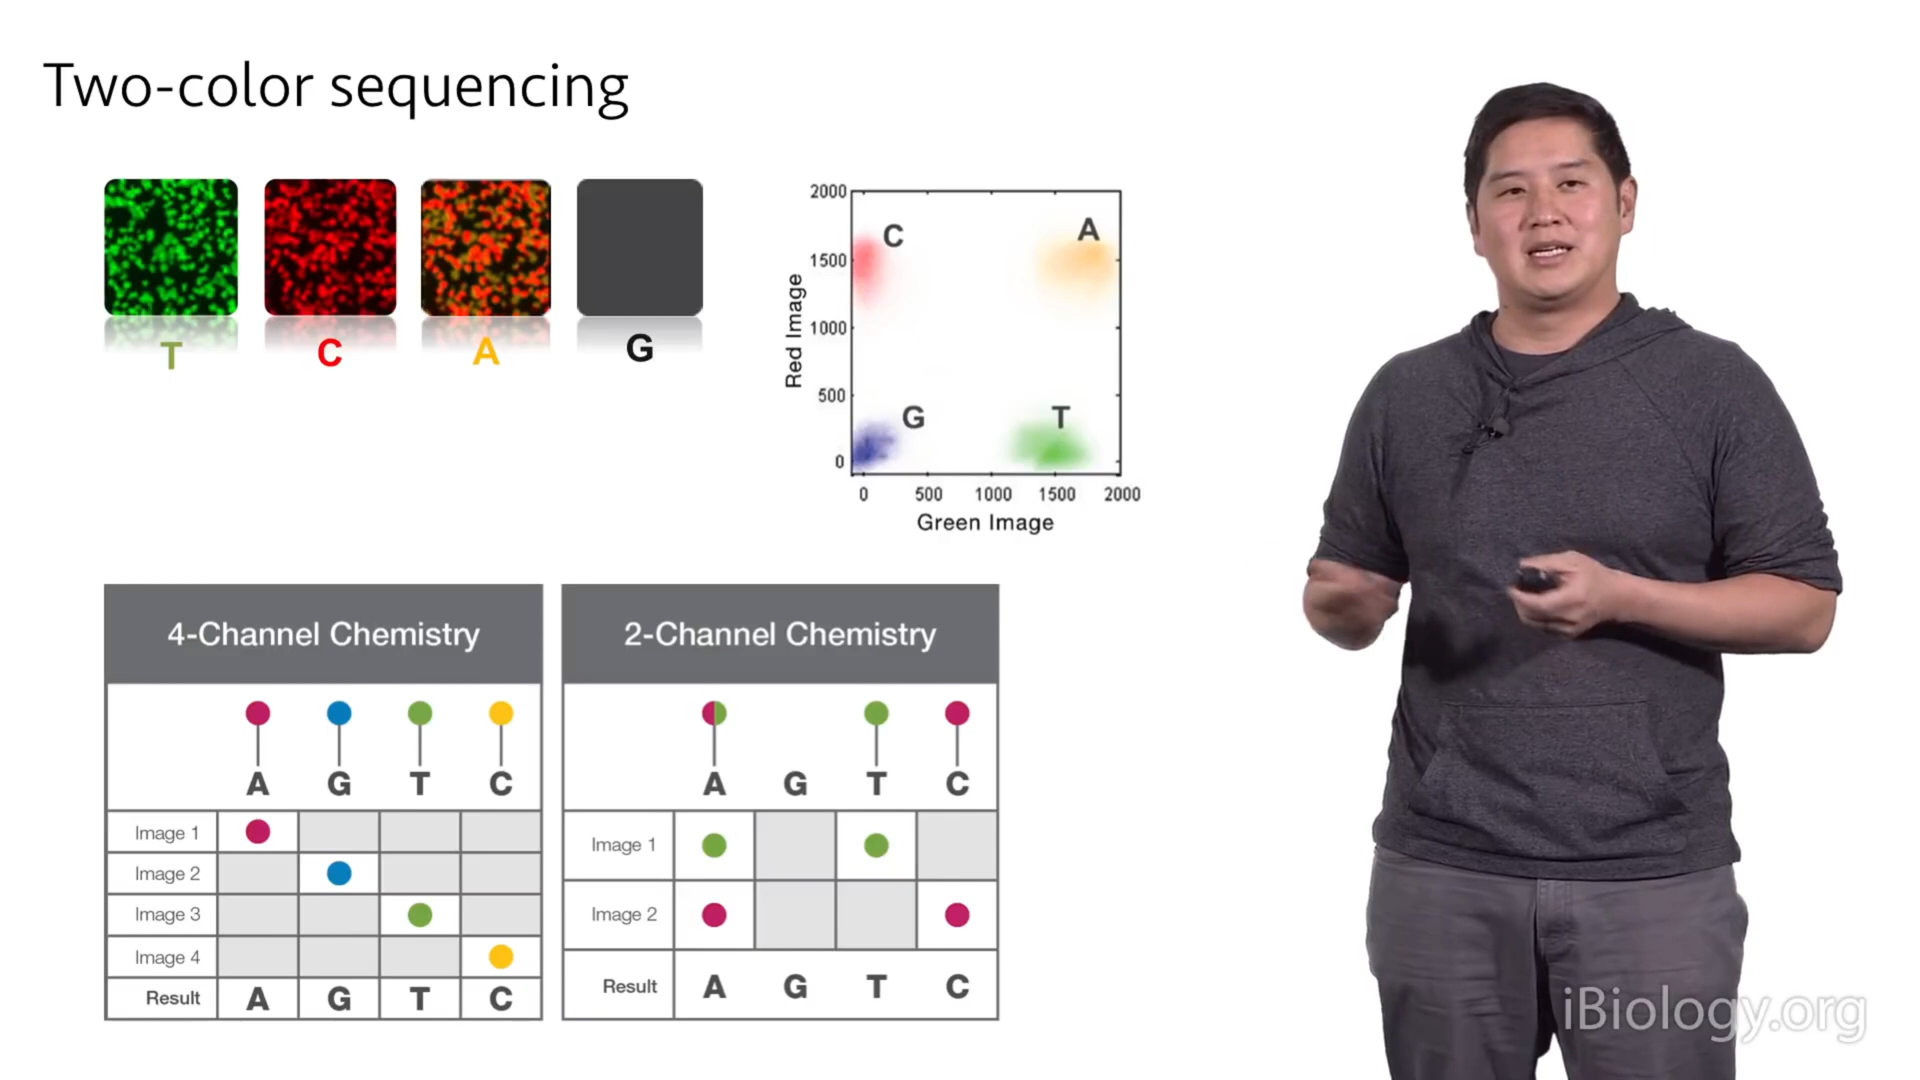 Two-color sequencing
T C A G
2000
1500
1000
500
0
Red Image
C A
G T
0 500 1000 1500 2000
Green Image
4-Channel Chemistry
A G T C
Image 1
Image 2
Image 3
Image 4
Result A G T C
2-Channel Chemistry
A G T C
Image 1
Image 2
Result A G T C
iBiology.org